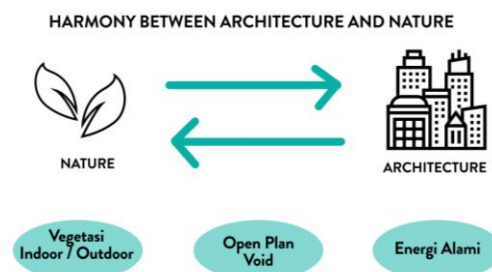 HARMONY BETWEEN ARCHITECTURE AND NATURE
NATURE
ARCHITECTURE
Vegetasi
Indoor / Outdoor
Open Plan
Void
Energi Alami